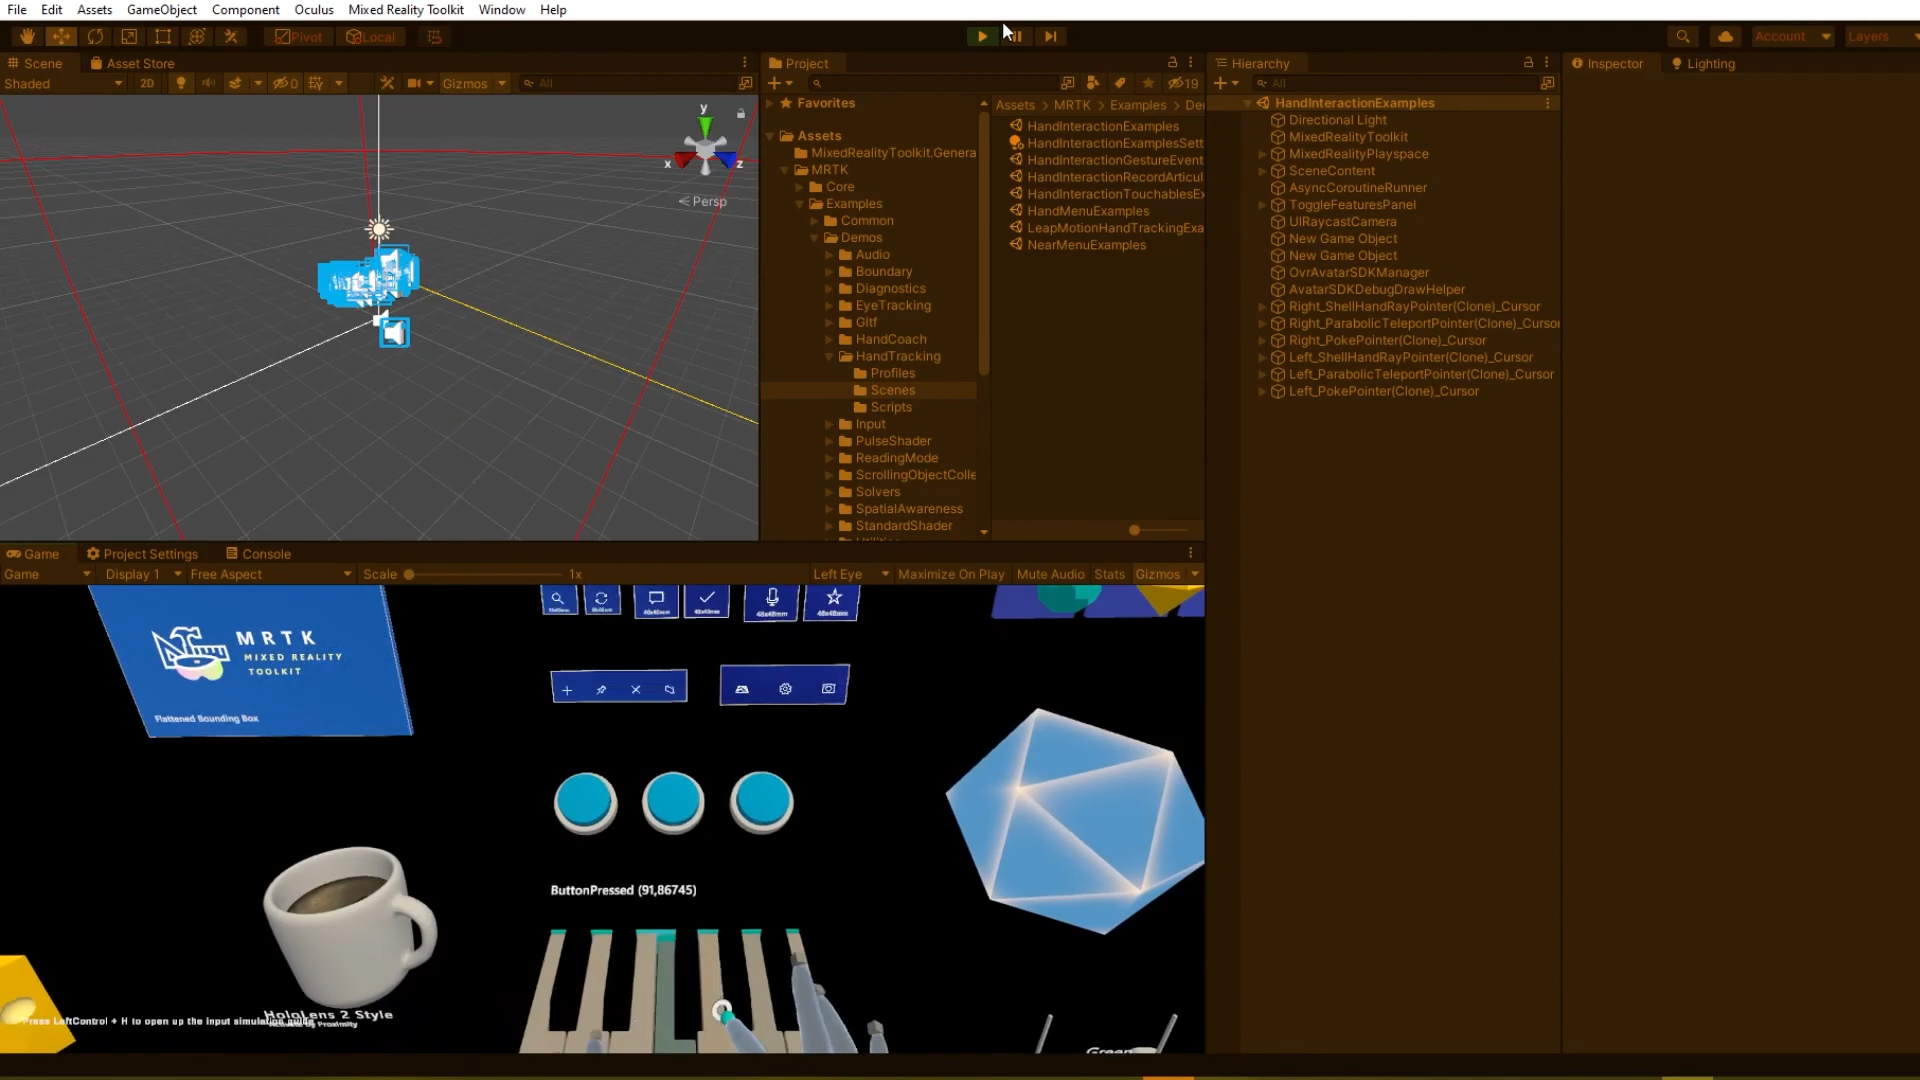 File Edit Assets GameObject Component Oculus Mixed Reality Toolkit Window Help
Pivot Local Account Layers
Scene Asset Store
Shaded 2D 0 Gizmos All
y
x z
Persp
Project
19
Favorites
Assets
MixedRealityToolkit.Genera
MRTK
Core
Examples
Common
Demos
Audio
Boundary
Diagnostics
EyeTracking
Gltf
HandCoach
HandTracking
Profiles
Scenes
Scripts
Input
PulseShader
ReadingMode
ScrollingObjectColle
Solvers
SpatialAwareness
StandardShader
Assets > MRTK > Examples > De
HandInteractionExamples
HandInteractionExamplesSett
HandInteractionGestureEvent
HandInteractionRecordArticul
HandInteractionTouchablesEx
HandMenuExamples
LeapMotionHandTrackingExa
NearMenuExamples
Hierarchy
All
HandInteractionExamples
Directional Light
MixedRealityToolkit
MixedRealityPlayspace
SceneContent
AsyncCoroutineRunner
ToggleFeaturesPanel
UIRaycastCamera
New Game Object
New Game Object
OvrAvatarSDKManager
AvatarSDKDebugDrawHelper
Right_ShellHandRayPointer(Clone)_Cursor
Right_ParabolicTeleportPointer(Clone)_Cursor
Right_PokePointer(Clone)_Cursor
Left_ShellHandRayPointer(Clone)_Cursor
Left_ParabolicTeleportPointer(Clone)_Cursor
Left_PokePointer(Clone)_Cursor
Inspector Lighting
Game Project Settings Console
Game Display 1 Free Aspect Scale 1x Left Eye Maximize On Play Mute Audio Stats Gizmos
MRTK
MIXED REALITY
TOOLKIT
Flattened Bounding Box
ButtonPressed (91,86745)
HoloLens 2 Style
Press LeftControl + H to open up the input simulation guide